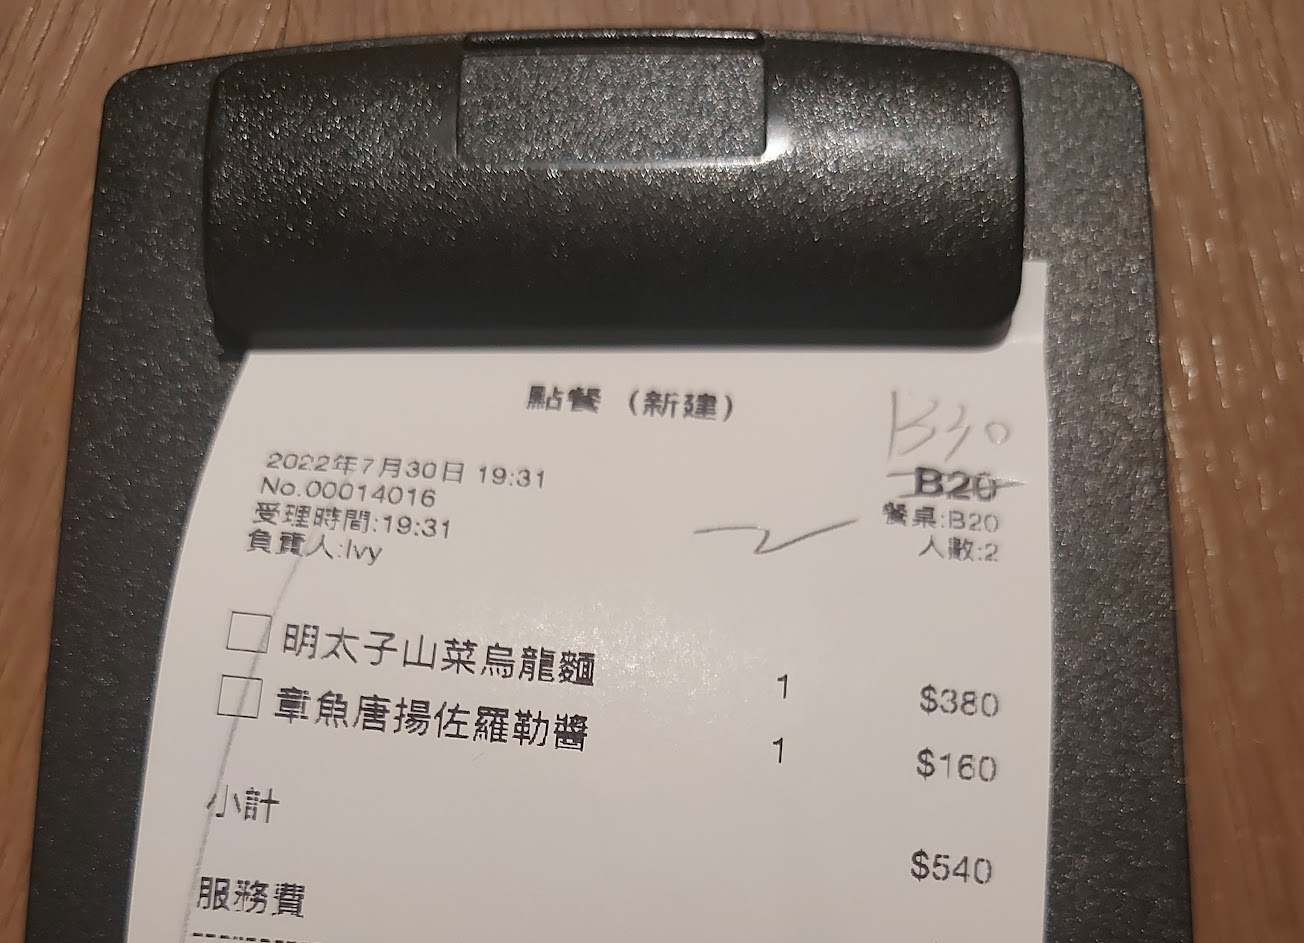 點餐 (新建)
B30
B20
2022年7月30日 19:31
No.00014016
受理時間:19:31
負責人:Ivy
餐桌:B20
人數:2
明太子山菜烏龍麵 1 $380
章魚唐揚佐羅勒醬 1 $160
小計 $540
服務費